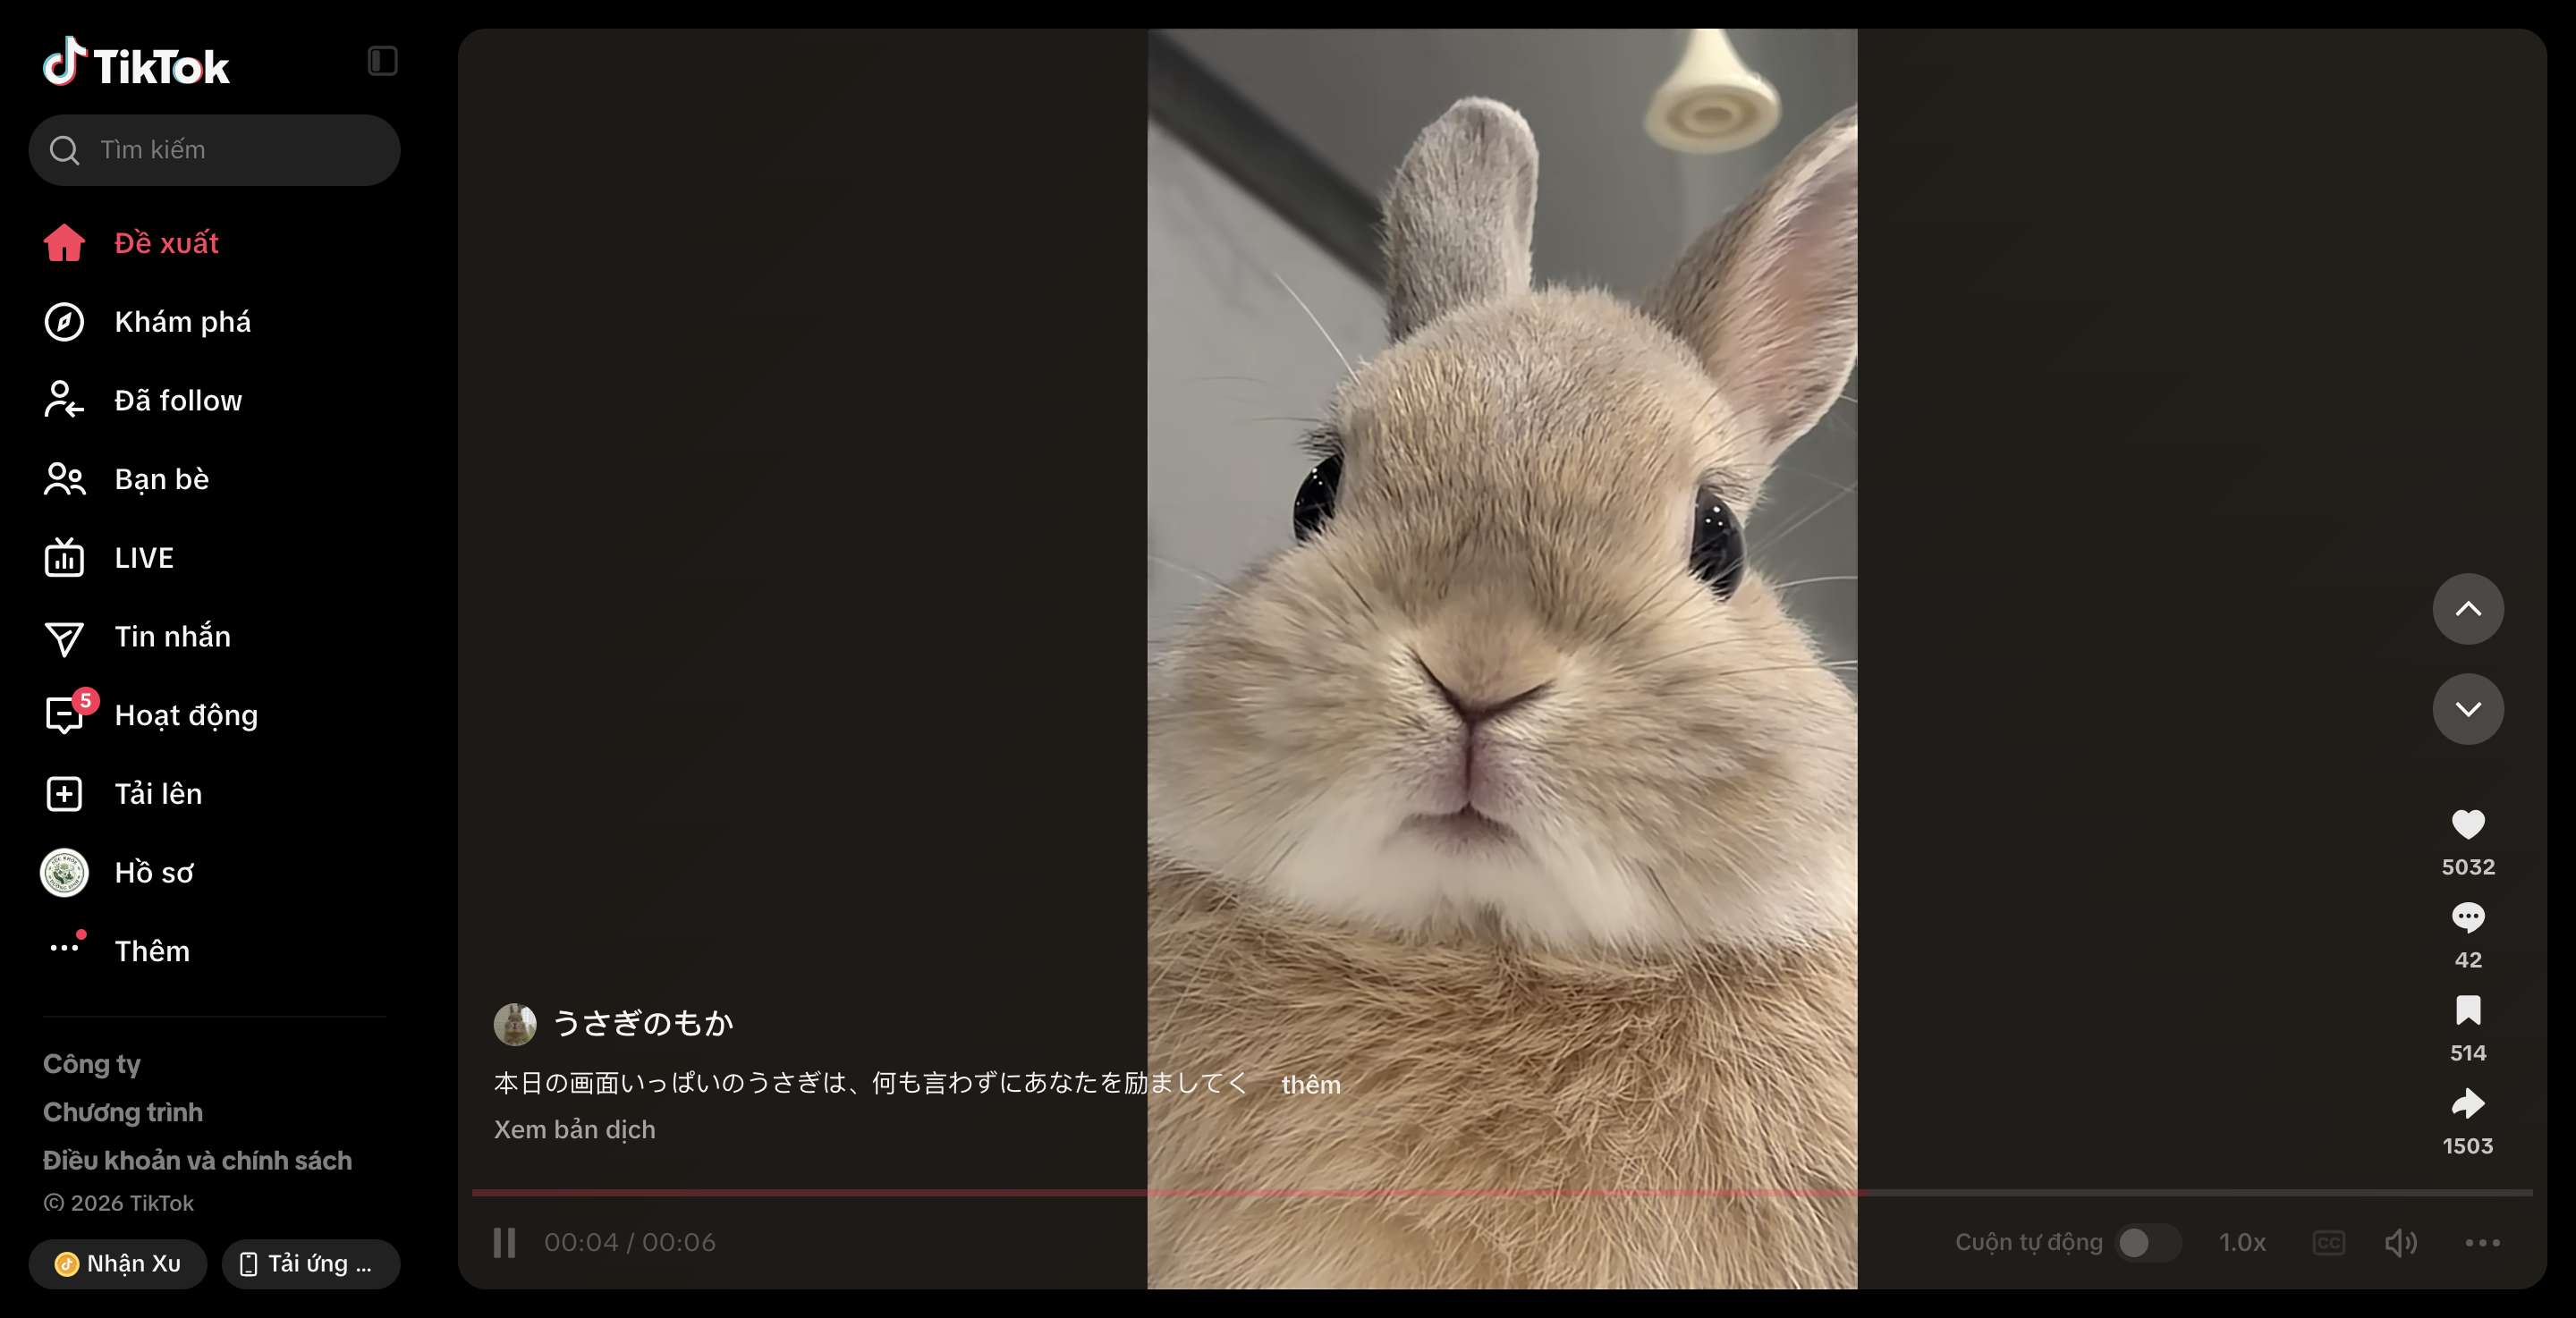 TikTok
Tìm kiếm
Đề xuất
Khám phá
Đã follow
Bạn bè
LIVE
Tin nhắn
5
Hoạt động
Tải lên
Hồ sơ
Thêm
Công ty
Chương trình
Điều khoản và chính sách
© 2026 TikTok
Nhận Xu
Tải ứng ...
うさぎのもか
本日の画面いっぱいのうさぎは、何も言わずにあなたを励ましてく thêm
Xem bản dịch
00:04 / 00:06
5032
42
514
1503
Cuộn tự động
1.0x
CC